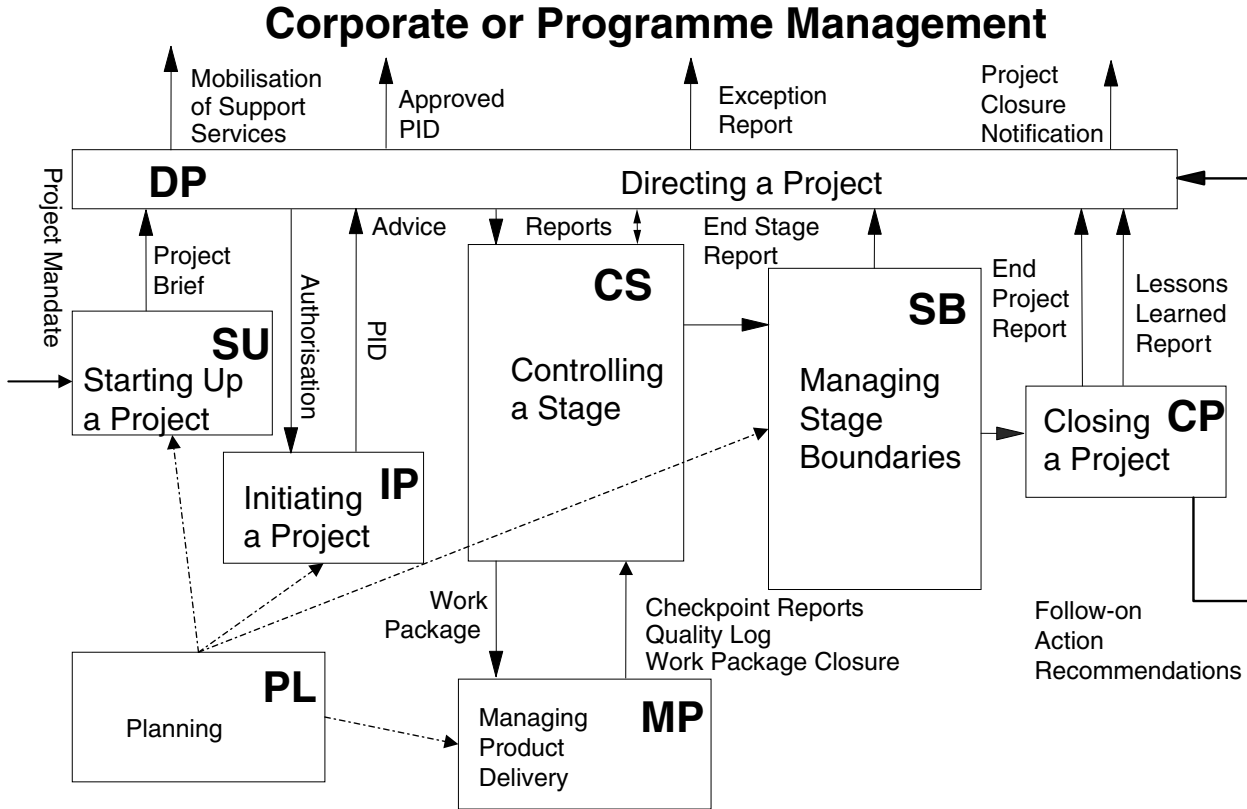 Corporate or Programme Management
Mobilisation
of Support
Services
Approved
PID
Exception
Report
Project
Closure
Notification
DP
Directing a Project
Project Mandate
Project
Brief
Authorisation
Advice
PID
Reports
End Stage
Report
End
Project
Report
Lessons
Learned
Report
SU
Starting Up
a Project
IP
Initiating
a Project
CS
Controlling
a Stage
SB
Managing
Stage
Boundaries
CP
Closing
a Project
Work
Package
Checkpoint Reports
Quality Log
Work Package Closure
Follow-on
Action
Recommendations
PL
Planning
MP
Managing
Product
Delivery